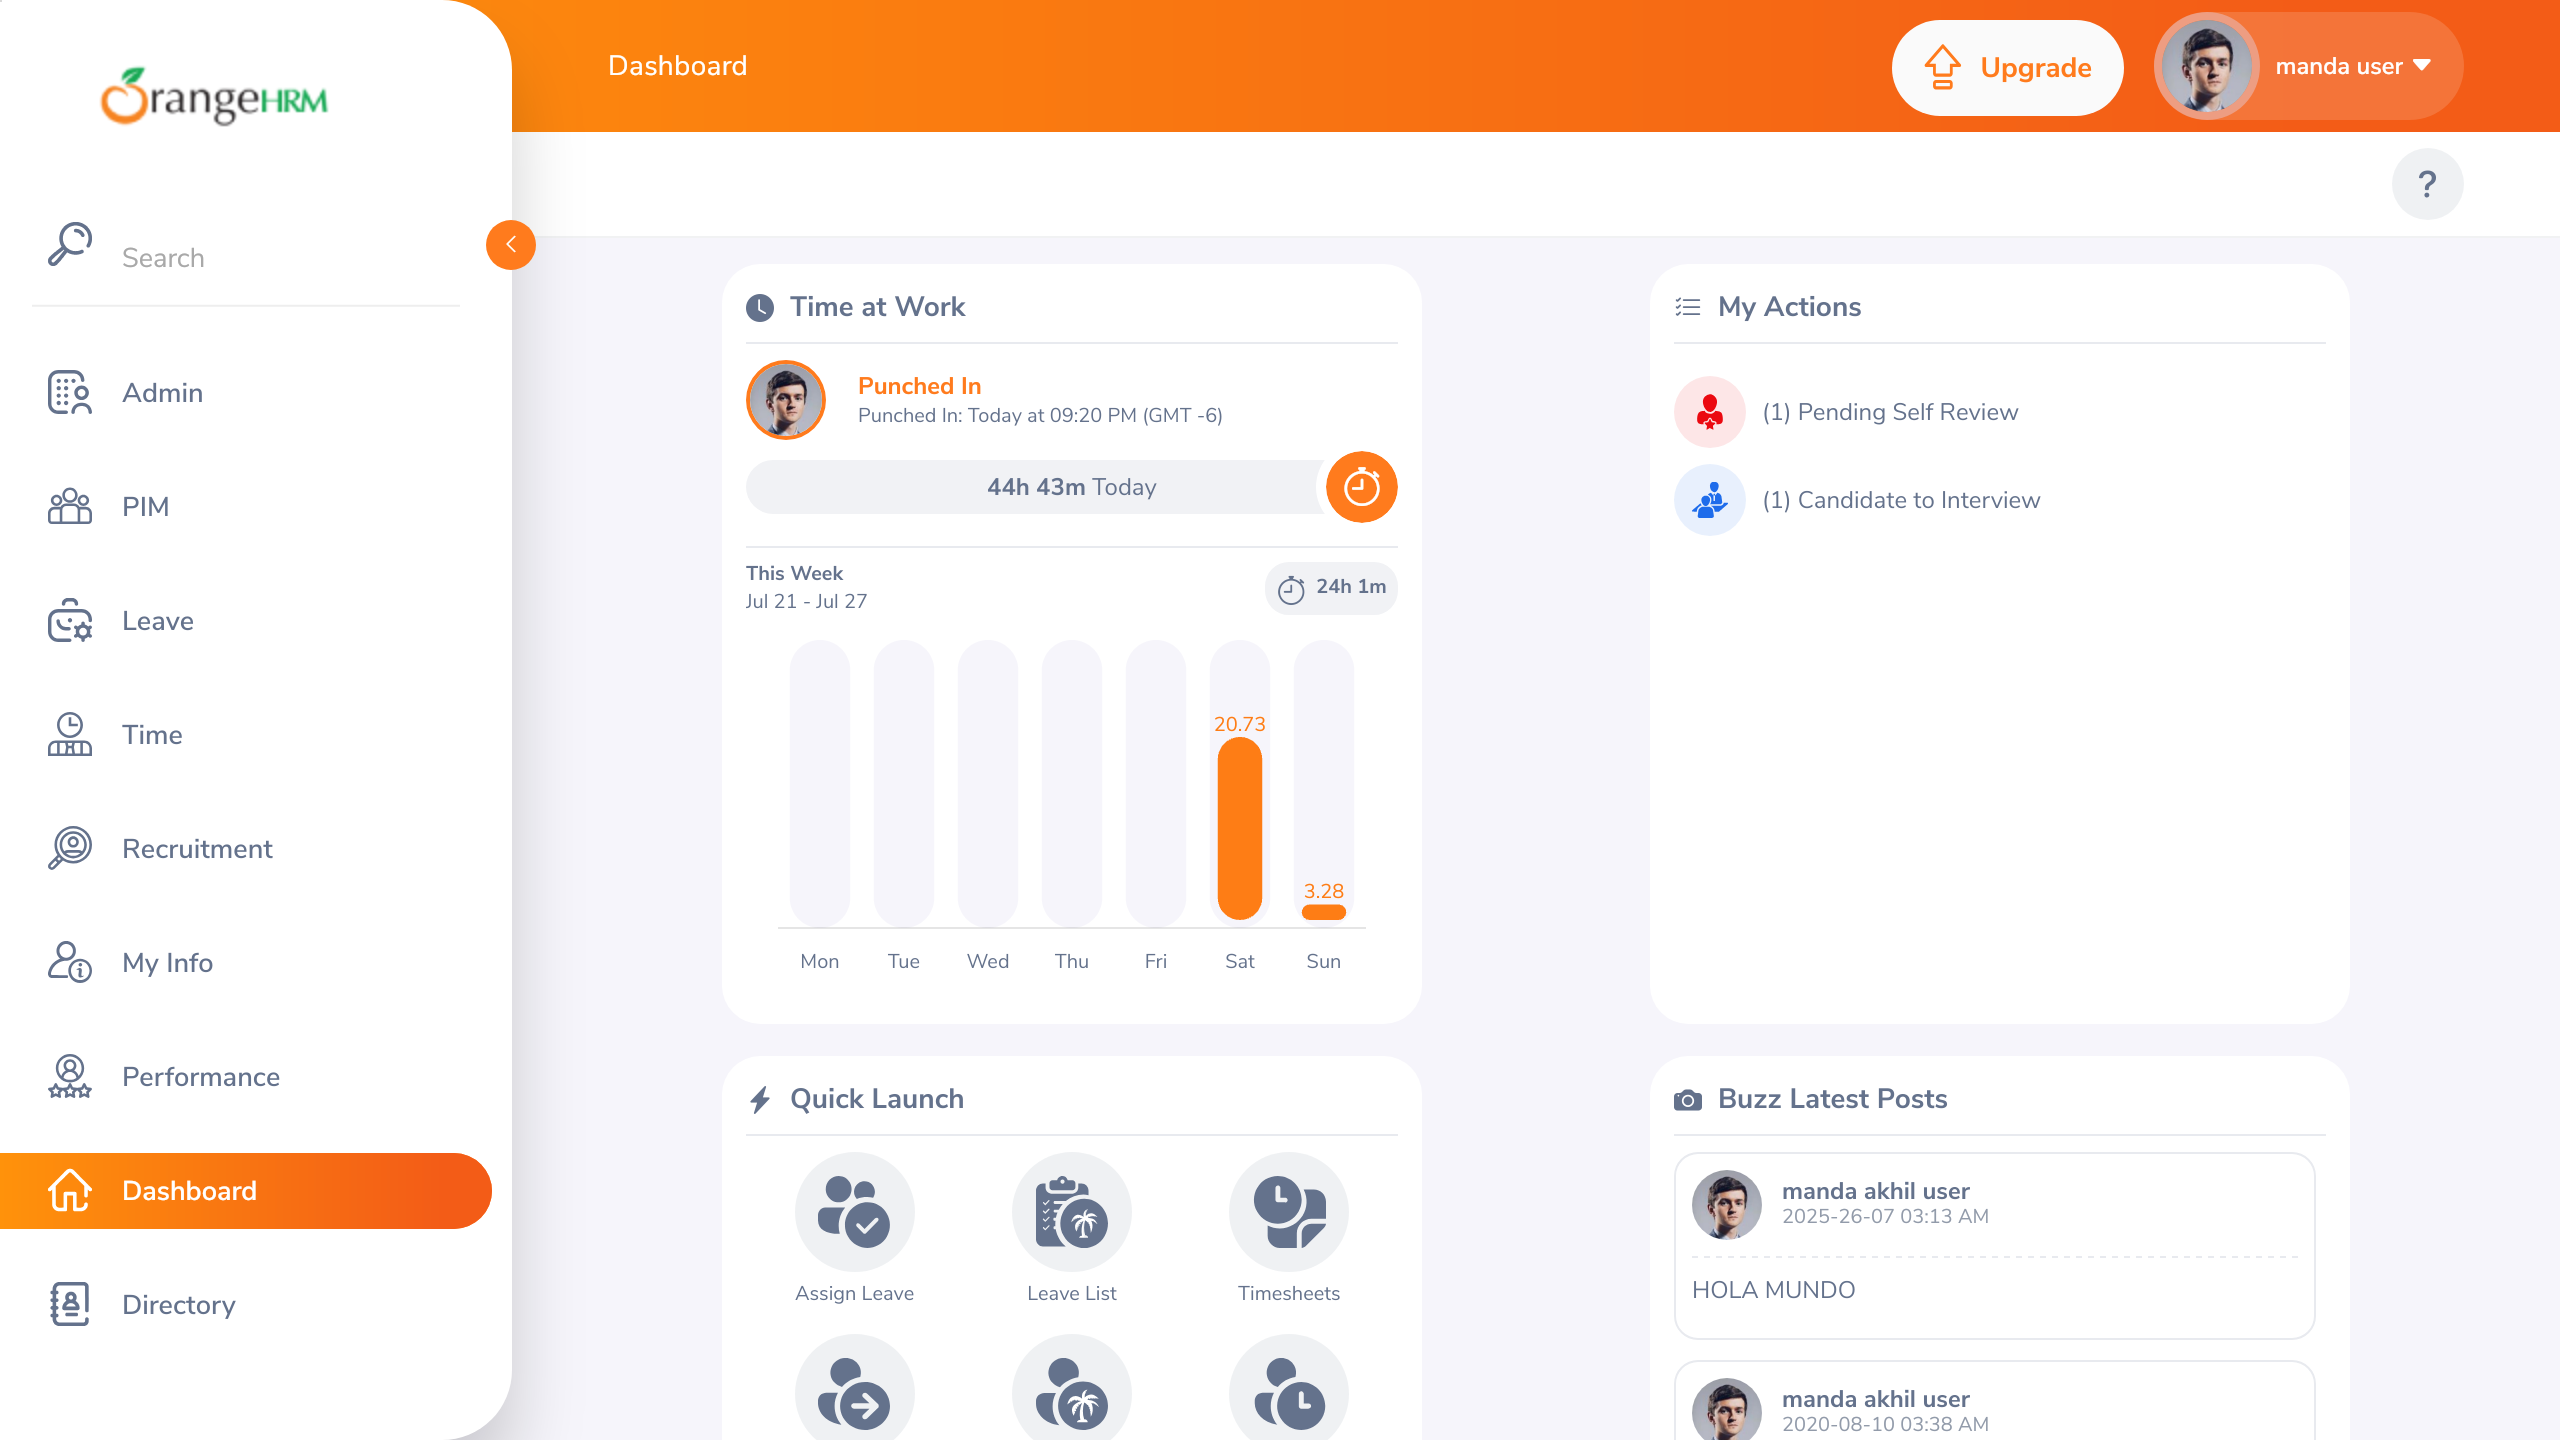 OrangeHRM
Search
Admin
PIM
Leave
Time
Recruitment
My Info
Performance
Dashboard
Directory
Dashboard
Upgrade
manda user
?
Time at Work
Punched In
Punched In: Today at 09:20 PM (GMT -6)
44h 43m Today
This Week
Jul 21 - Jul 27
24h 1m
20.73
3.28
Mon Tue Wed Thu Fri Sat Sun
My Actions
(1) Pending Self Review
(1) Candidate to Interview
Quick Launch
Assign Leave
Leave List
Timesheets
Buzz Latest Posts
manda akhil user
2025-26-07 03:13 AM
HOLA MUNDO
manda akhil user
2020-08-10 03:38 AM